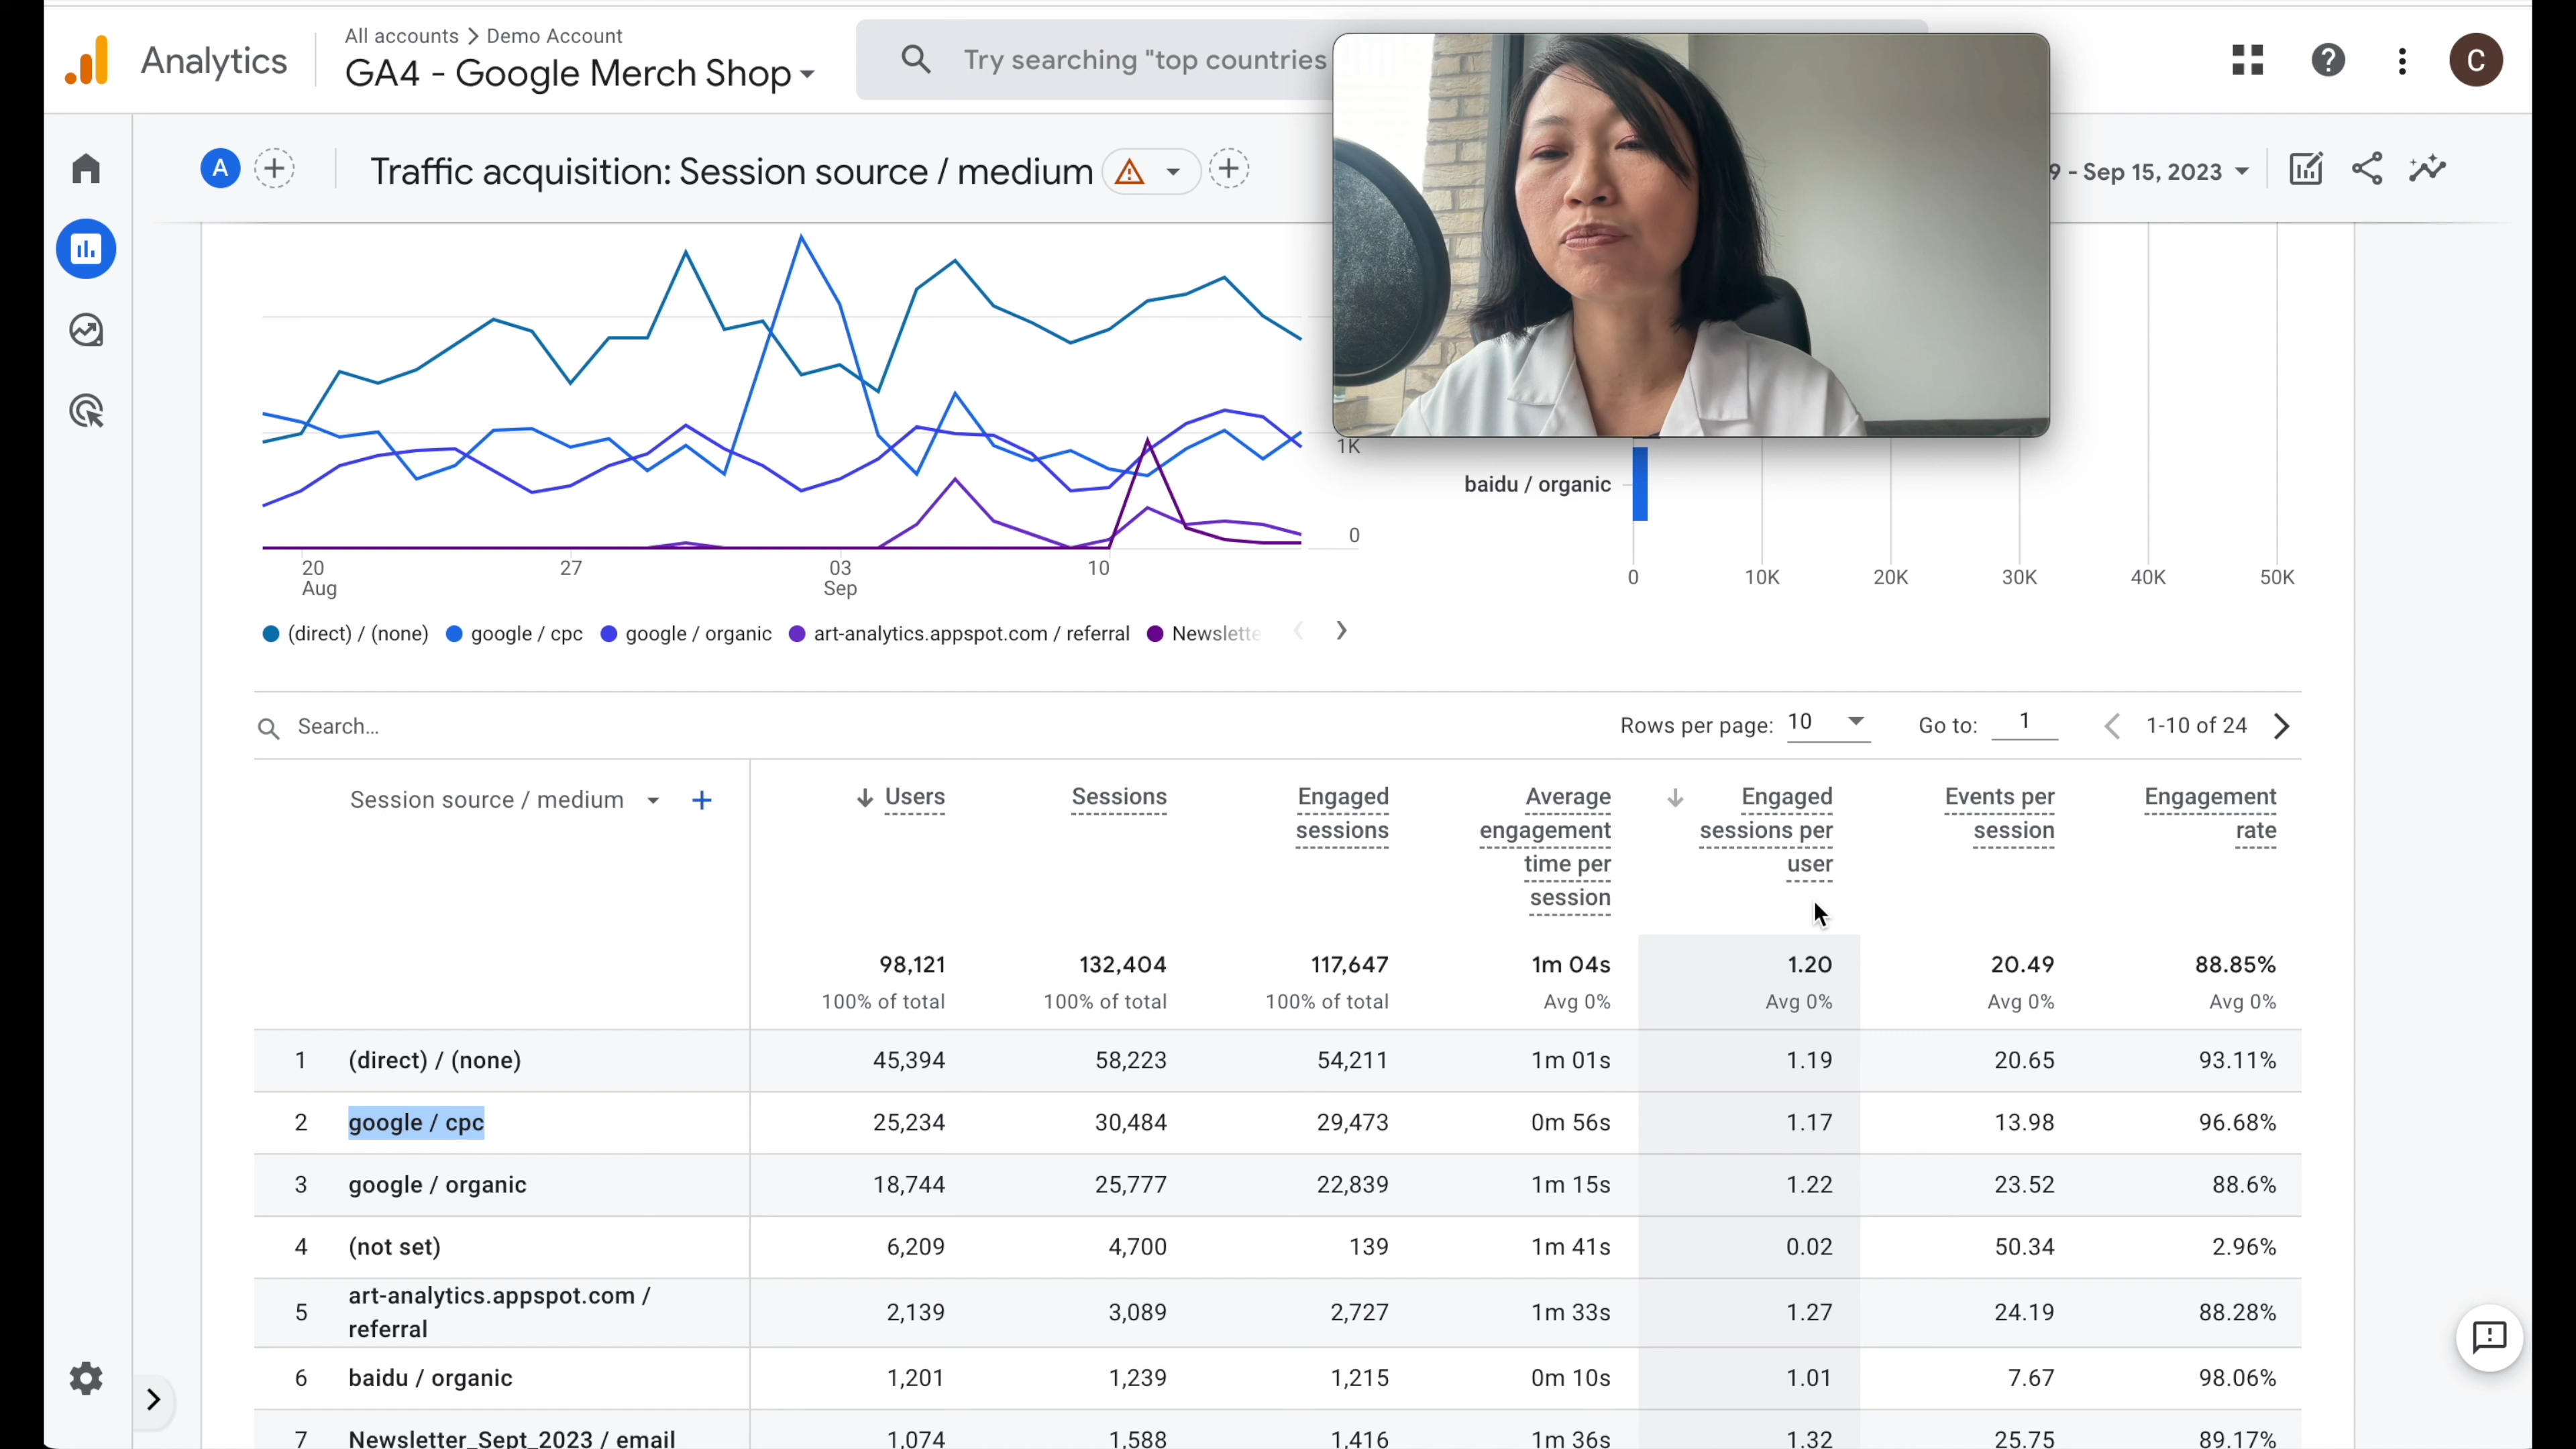 Analytics
All accounts > Demo Account
GA4 - Google Merch Shop
Try searching "top countries
C
A
Traffic acquisition: Session source / medium
9 - Sep 15, 2023
1K
0
20
Aug
27
03
Sep
10
baidu / organic
0
10K
20K
30K
40K
50K
(direct) / (none)
google / cpc
google / organic
art-analytics.appspot.com / referral
Newslette
Search...
Rows per page: 10
Go to: 1
1-10 of 24
Session source / medium
Users
Sessions
Engaged
sessions
Average
engagement
time per
session
Engaged
sessions per
user
Events per
session
Engagement
rate
98,121 132,404 117,647 1m 04s 1.20 20.49 88.85%
100% of total 100% of total 100% of total Avg 0% Avg 0% Avg 0% Avg 0%
1 (direct) / (none) 45,394 58,223 54,211 1m 01s 1.19 20.65 93.11%
2 google / cpc 25,234 30,484 29,473 0m 56s 1.17 13.98 96.68%
3 google / organic 18,744 25,777 22,839 1m 15s 1.22 23.52 88.6%
4 (not set) 6,209 4,700 139 1m 41s 0.02 50.34 2.96%
5 art-analytics.appspot.com /
referral 2,139 3,089 2,727 1m 33s 1.27 24.19 88.28%
6 baidu / organic 1,201 1,239 1,215 0m 10s 1.01 7.67 98.06%
7 Newsletter_Sept_2023 / email 1,074 1,588 1,416 1m 36s 1.32 25.75 89.17%